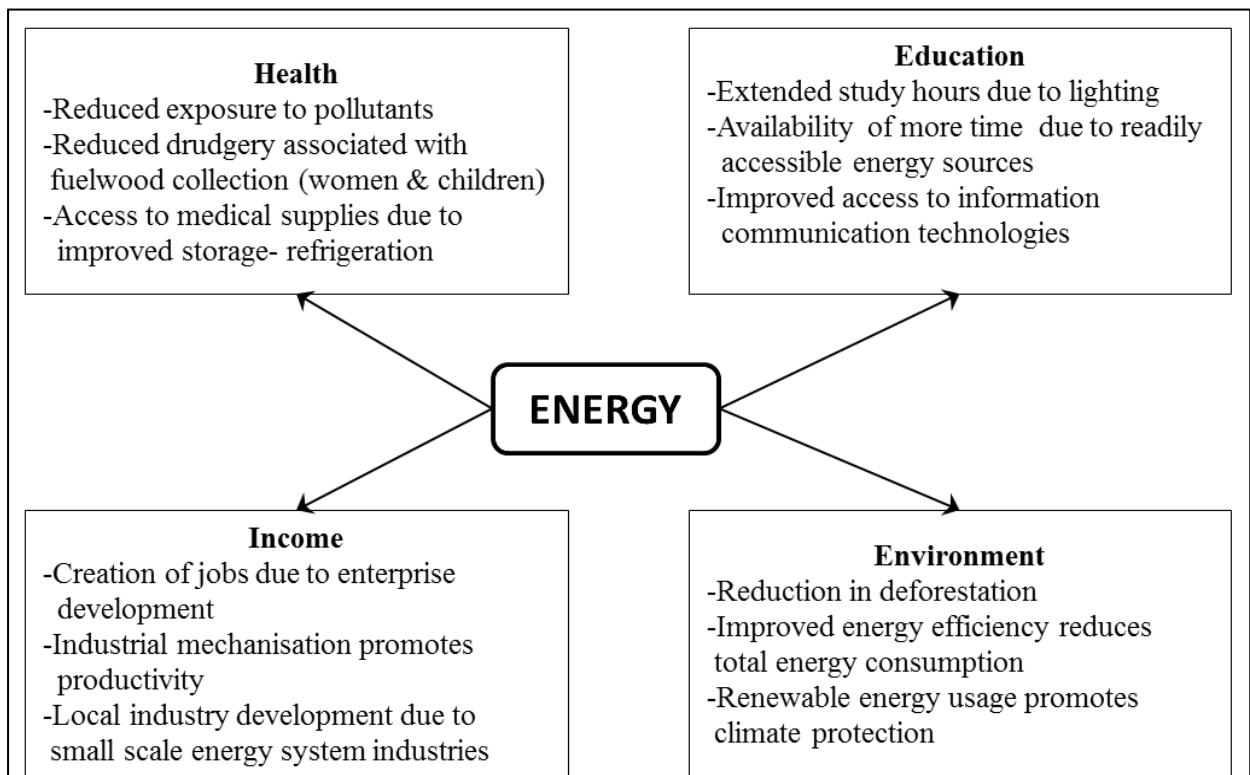 Health
-Reduced exposure to pollutants
-Reduced drudgery associated with
fuelwood collection (women & children)
-Access to medical supplies due to
improved storage- refrigeration
Education
-Extended study hours due to lighting
-Availability of more time due to readily
accessible energy sources
-Improved access to information
communication technologies
ENERGY
Income
-Creation of jobs due to enterprise
development
-Industrial mechanisation promotes
productivity
-Local industry development due to
small scale energy system industries
Environment
-Reduction in deforestation
-Improved energy efficiency reduces
total energy consumption
-Renewable energy usage promotes
climate protection